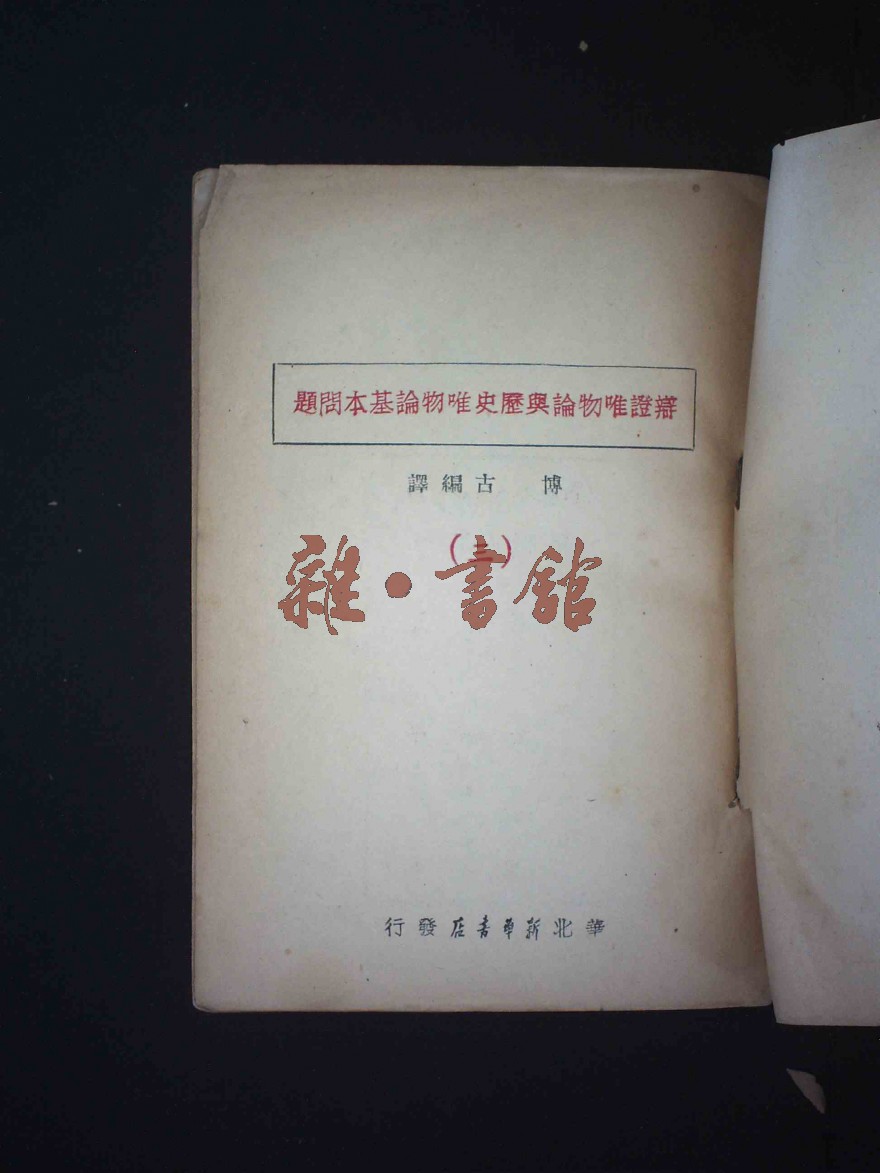 辯證唯物論與歷史唯物論基本問題
博 古編譯
(三)
雜·書館
華北新華書店發行